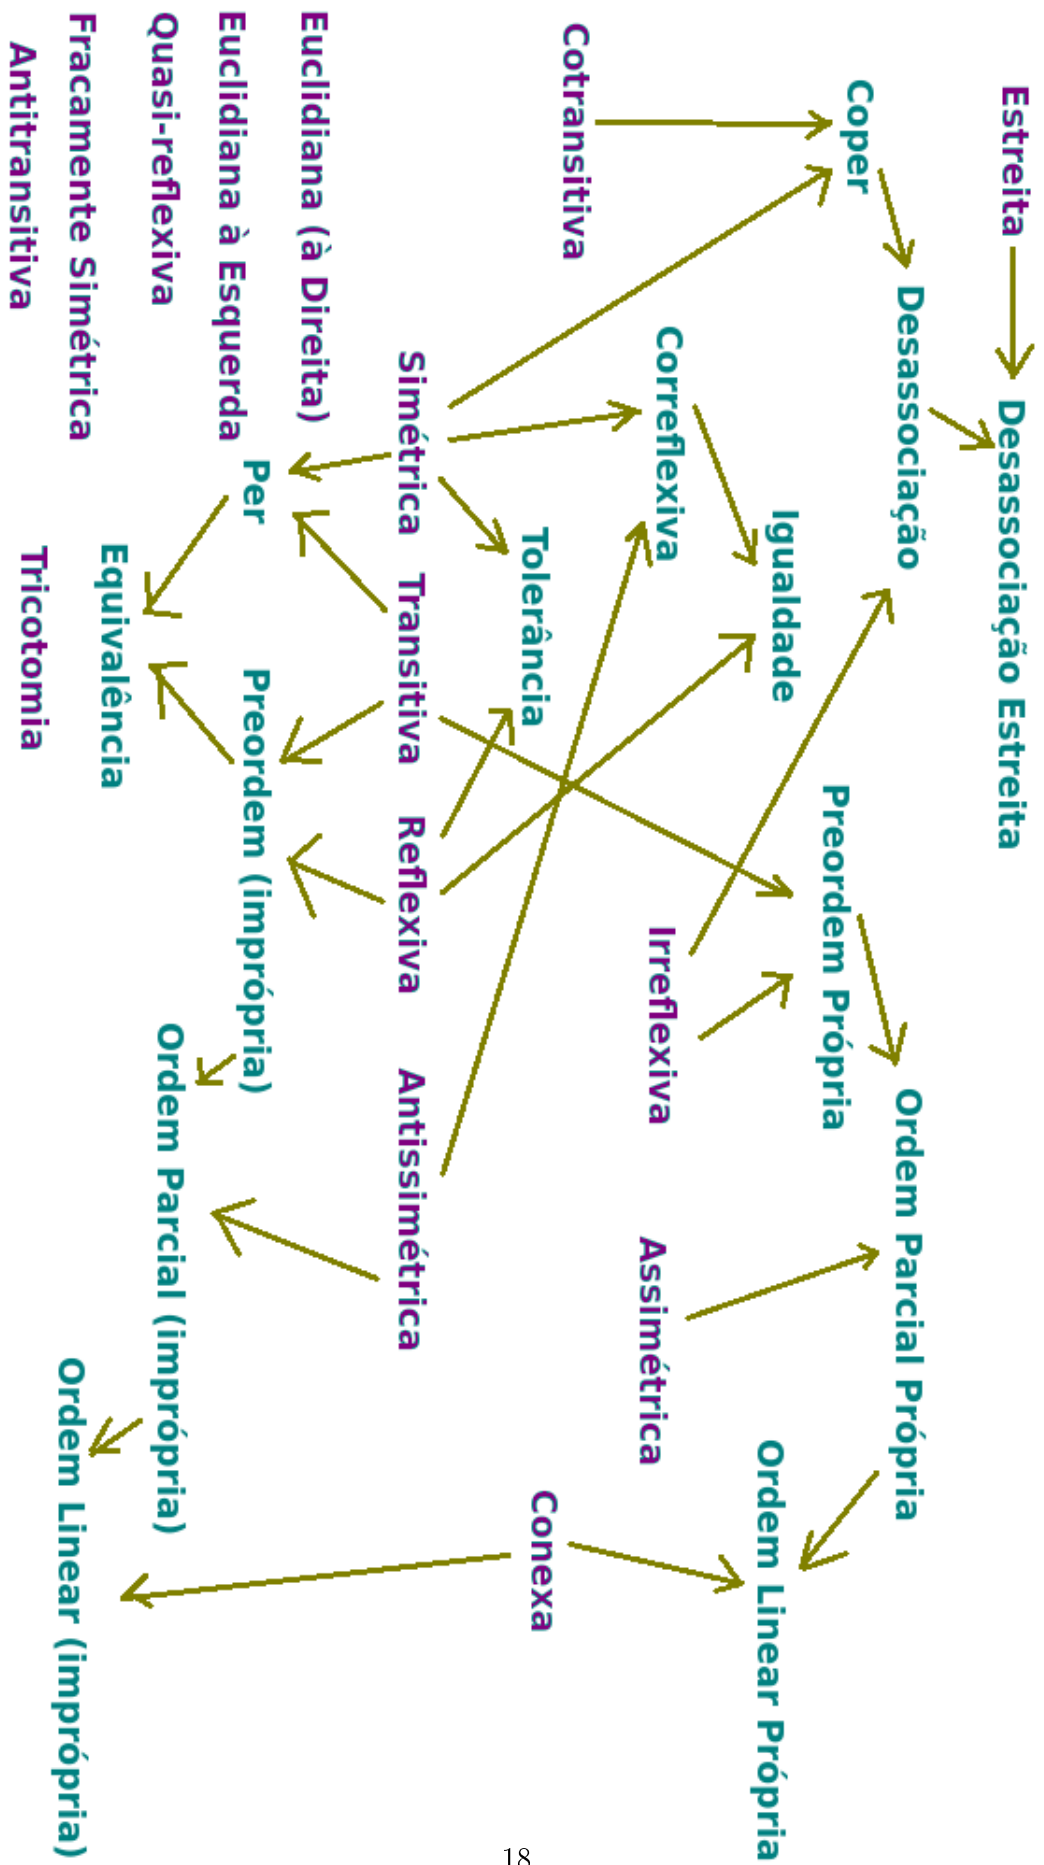 Estreita
Desassociação Estreita
Desassociação
Ordem Parcial Própria
Coper
Preordem Própria
Igualdade
Ordem Linear Própria
Correflexiva
Irreflexiva
Assimétrica
Cotransitiva
Tolerância
Conexa
Simétrica
Transitiva
Reflexiva
Antissimétrica
Euclidiana (à Direita)
Per
Preordem (imprópria)
Euclidiana à Esquerda
Quasi-reflexiva
Ordem Parcial (imprópria)
Equivalência
Fracamente Simétrica
Ordem Linear (imprópria)
Antitransitiva
Tricotomia
18